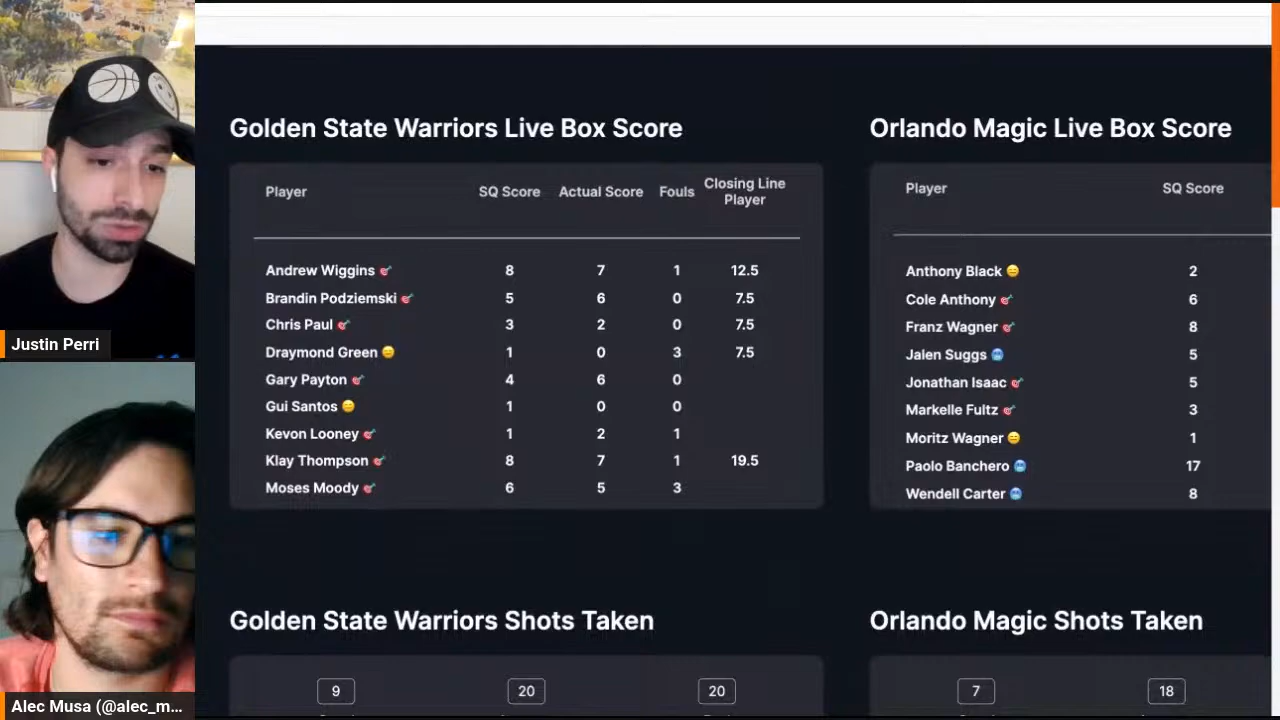 Golden State Warriors Live Box Score
Player SQ Score Actual Score Fouls Closing Line Player
Andrew Wiggins 8 7 1 12.5
Brandin Podziemski 5 6 0 7.5
Chris Paul 3 2 0 7.5
Draymond Green 1 0 3 7.5
Gary Payton 4 6 0
Gui Santos 1 0 0
Kevon Looney 1 2 1
Klay Thompson 8 7 1 19.5
Moses Moody 6 5 3
Orlando Magic Live Box Score
Player SQ Score
Anthony Black 2
Cole Anthony 6
Franz Wagner 8
Jalen Suggs 5
Jonathan Isaac 5
Markelle Fultz 3
Moritz Wagner 1
Paolo Banchero 17
Wendell Carter 8
Golden State Warriors Shots Taken
9 20 20
Orlando Magic Shots Taken
7 18
Justin Perri
Alec Musa (@alec_m...